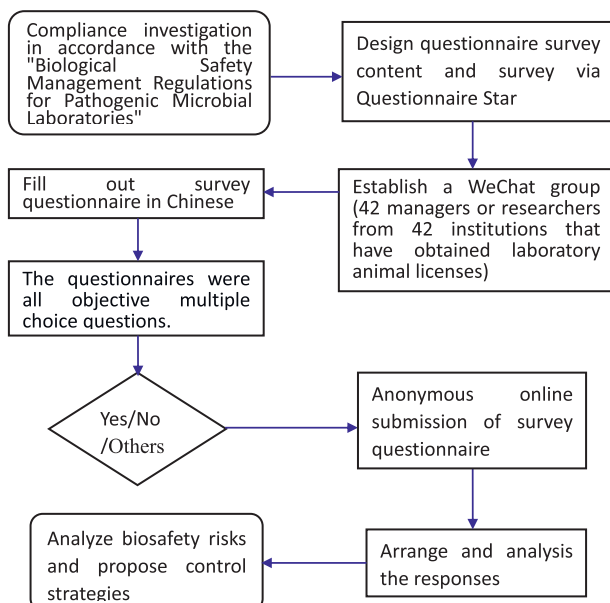 Compliance investigation
in accordance with the
"Biological Safety
Management Regulations
for Pathogenic Microbial
Laboratories"
Design questionnaire survey
content and survey via
Questionnaire Star
Establish a WeChat group
(42 managers or researchers
from 42 institutions that
have obtained laboratory
animal licenses)
Fill out survey
questionnaire in Chinese
The questionnaires were
all objective multiple
choice questions.
Yes/No
/Others
Anonymous online
submission of survey
questionnaire
Arrange and analysis
the responses
Analyze biosafety risks
and propose control
strategies